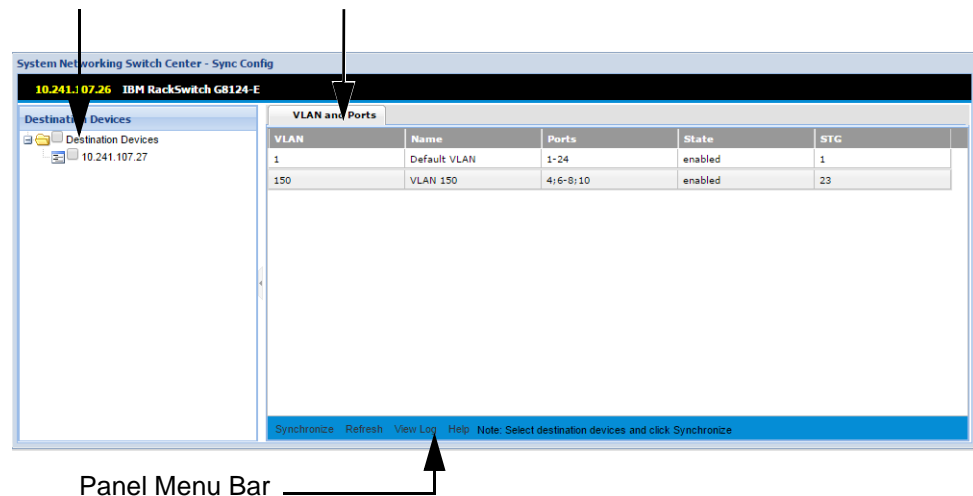 System Networking Switch Center - Sync Config
10.241.107.26 IBM RackSwitch G8124-E
Destination Devices
Destination Devices
10.241.107.27
VLAN and Ports
VLAN Name Ports State STG
1 Default VLAN 1-24 enabled 1
150 VLAN 150 4;6-8;10 enabled 23
Synchronize Refresh View Log Help Note: Select destination devices and click Synchronize
Panel Menu Bar